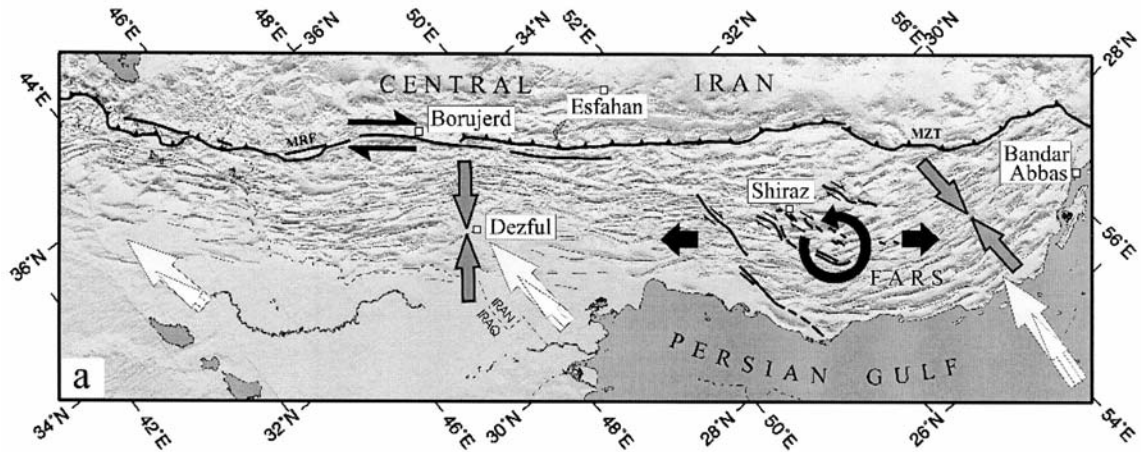 46°E
48°E
36°N
50°E
34°N
52°E
32°N
56°E
30°N
28°N
44°E
CENTRAL IRAN
Esfahan
Borujerd
MRF
MZT
Bandar
Abbas
Shiraz
Dezful
36°N
56°E
FARS
IRAN
IRAQ
PERSIAN GULF
a
34°N
42°E
32°N
46°E
30°N
48°E
28°N
50°E
26°N
54°E